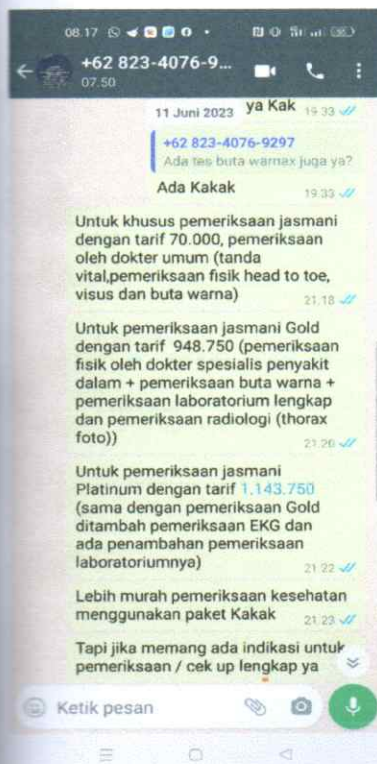 08.17
+62 823-4076-9...
07.50
11 Juni 2023
ya Kak 19.33
+62 823-4076-9297
Ada tes buta warnax juga ya?
Ada Kakak
19.33
Untuk khusus pemeriksaan jasmani
dengan tarif 70.000, pemeriksaan
oleh dokter umum (tanda
vital,pemeriksaan fisik head to toe,
visus dan buta warna)
21.18
Untuk pemeriksaan jasmani Gold
dengan tarif 948.750 (pemeriksaan
fisik oleh dokter spesialis penyakit
dalam + pemeriksaan buta warna +
pemeriksaan laboratorium lengkap
dan pemeriksaan radiologi (thorax
foto))
21.20
Untuk pemeriksaan jasmani
Platinum dengan tarif 1.143.750
(sama dengan pemeriksaan Gold
ditambah pemeriksaan EKG dan
ada penambahan pemeriksaan
laboratoriumnya)
21.22
Lebih murah pemeriksaan kesehatan
menggunakan paket Kakak
21.23
Tapi jika memang ada indikasi untuk
pemeriksaan / cek up lengkap ya
Ketik pesan